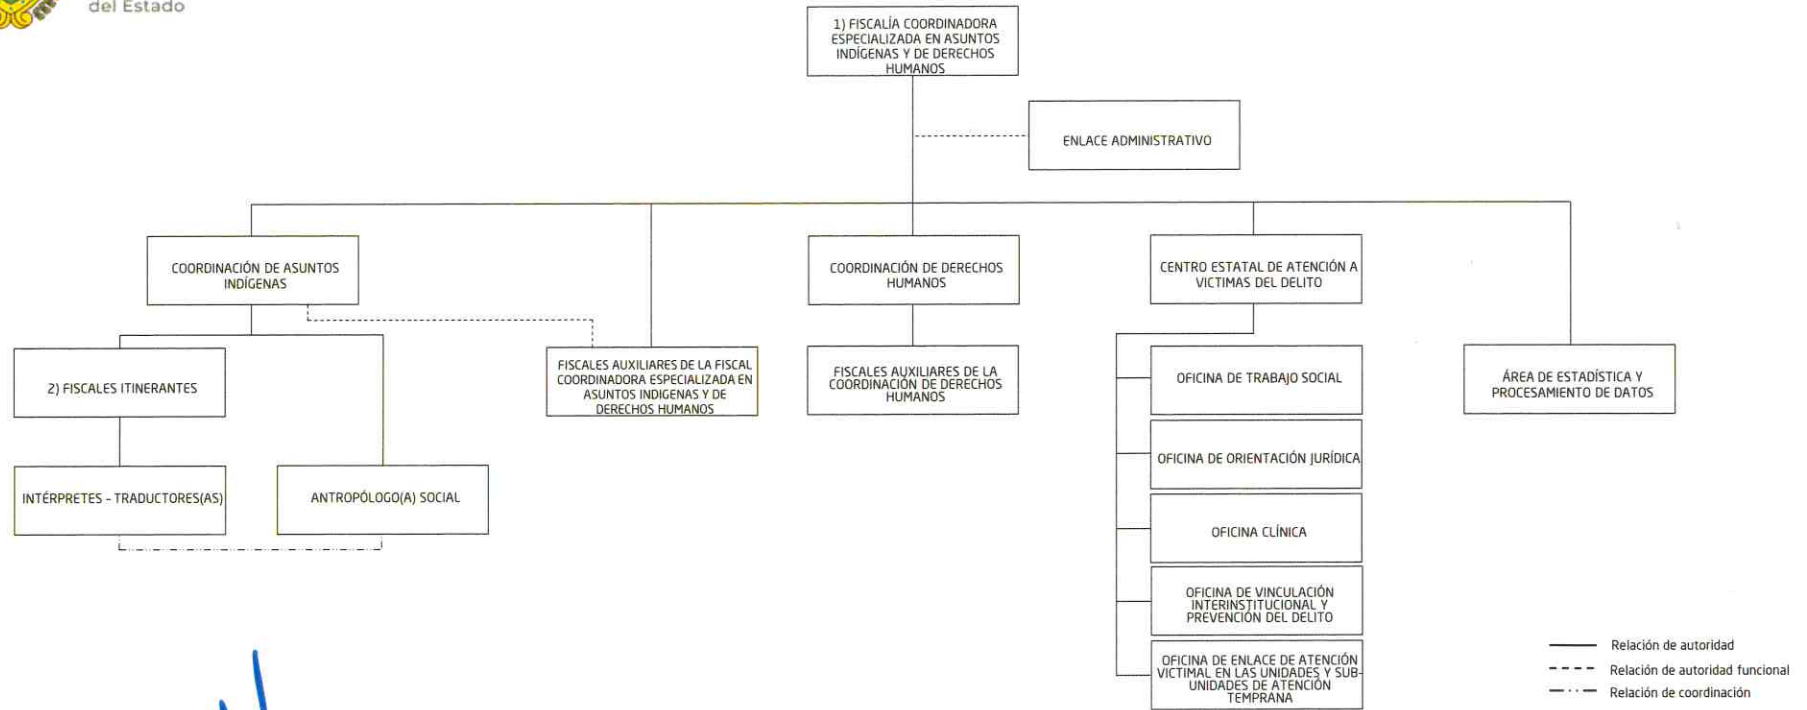 del Estado
1) FISCALÍA COORDINADORA
ESPECIALIZADA EN ASUNTOS
INDÍGENAS Y DE DERECHOS
HUMANOS
ENLACE ADMINISTRATIVO
COORDINACIÓN DE ASUNTOS
INDÍGENAS
COORDINACIÓN DE DERECHOS
HUMANOS
CENTRO ESTATAL DE ATENCIÓN A
VICTIMAS DEL DELITO
2) FISCALES ITINERANTES
FISCALES AUXILIARES DE LA FISCAL
COORDINADORA ESPECIALIZADA EN
ASUNTOS INDIGENAS Y DE
DERECHOS HUMANOS
FISCALES AUXILIARES DE LA
COORDINACIÓN DE DERECHOS
HUMANOS
OFICINA DE TRABAJO SOCIAL
ÁREA DE ESTADÍSTICA Y
PROCESAMIENTO DE DATOS
OFICINA DE ORIENTACIÓN JURÍDICA
INTÉRPRETES - TRADUCTORES(AS)
ANTROPÓLOGO(A) SOCIAL
OFICINA CLÍNICA
OFICINA DE VINCULACIÓN
INTERINSTITUCIONAL Y
PREVENCIÓN DEL DELITO
OFICINA DE ENLACE DE ATENCIÓN
VICTIMAL EN LAS UNIDADES Y SUB-
UNIDADES DE ATENCIÓN
TEMPRANA
Relación de autoridad
Relación de autoridad funcional
Relación de coordinación